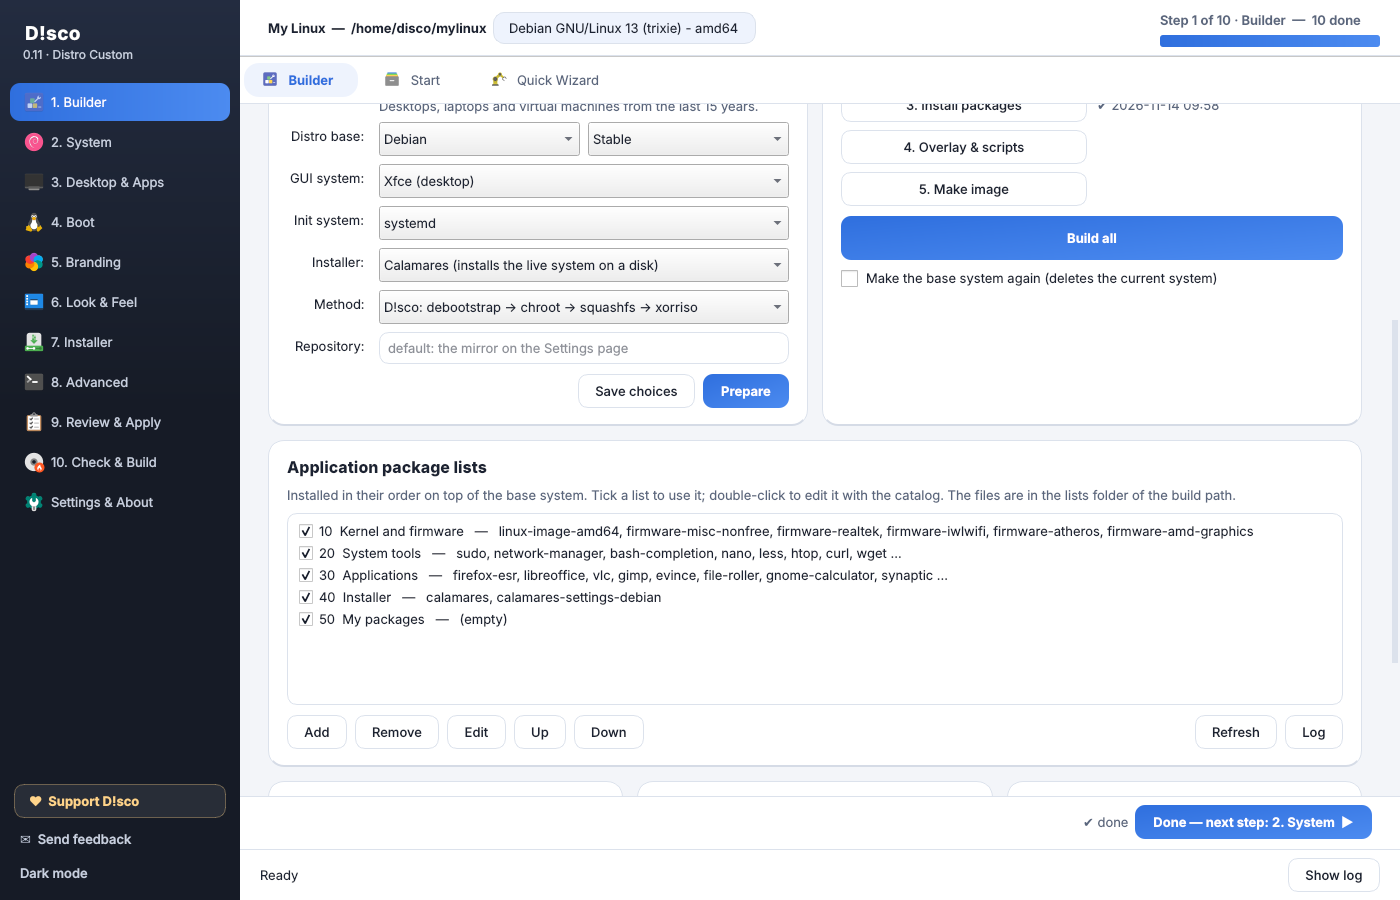 D!sco
0.11 · Distro Custom
1. Builder
2. System
3. Desktop & Apps
4. Boot
5. Branding
6. Look & Feel
7. Installer
8. Advanced
9. Review & Apply
10. Check & Build
Settings & About
Support D!sco
Send feedback
Dark mode
My Linux — /home/disco/mylinux
Debian GNU/Linux 13 (trixie) - amd64
Step 1 of 10 · Builder — 10 done
Builder
Start
Quick Wizard
Desktops, laptops and virtual machines from the last 15 years.
Distro base: Debian Stable
GUI system: Xfce (desktop)
Init system: systemd
Installer: Calamares (installs the live system on a disk)
Method: D!sco: debootstrap → chroot → squashfs → xorriso
Repository: default: the mirror on the Settings page
Save choices
Prepare
3. Install packages ✔ 2026-11-14 09:58
4. Overlay & scripts
5. Make image
Build all
Make the base system again (deletes the current system)
Application package lists
Installed in their order on top of the base system. Tick a list to use it; double-click to edit it with the catalog. The files are in the lists folder of the build path.
10 Kernel and firmware — linux-image-amd64, firmware-misc-nonfree, firmware-realtek, firmware-iwlwifi, firmware-atheros, firmware-amd-graphics
20 System tools — sudo, network-manager, bash-completion, nano, less, htop, curl, wget ...
30 Applications — firefox-esr, libreoffice, vlc, gimp, evince, file-roller, gnome-calculator, synaptic ...
40 Installer — calamares, calamares-settings-debian
50 My packages — (empty)
Add
Remove
Edit
Up
Down
Refresh
Log
✔ done
Done — next step: 2. System ▶
Ready
Show log